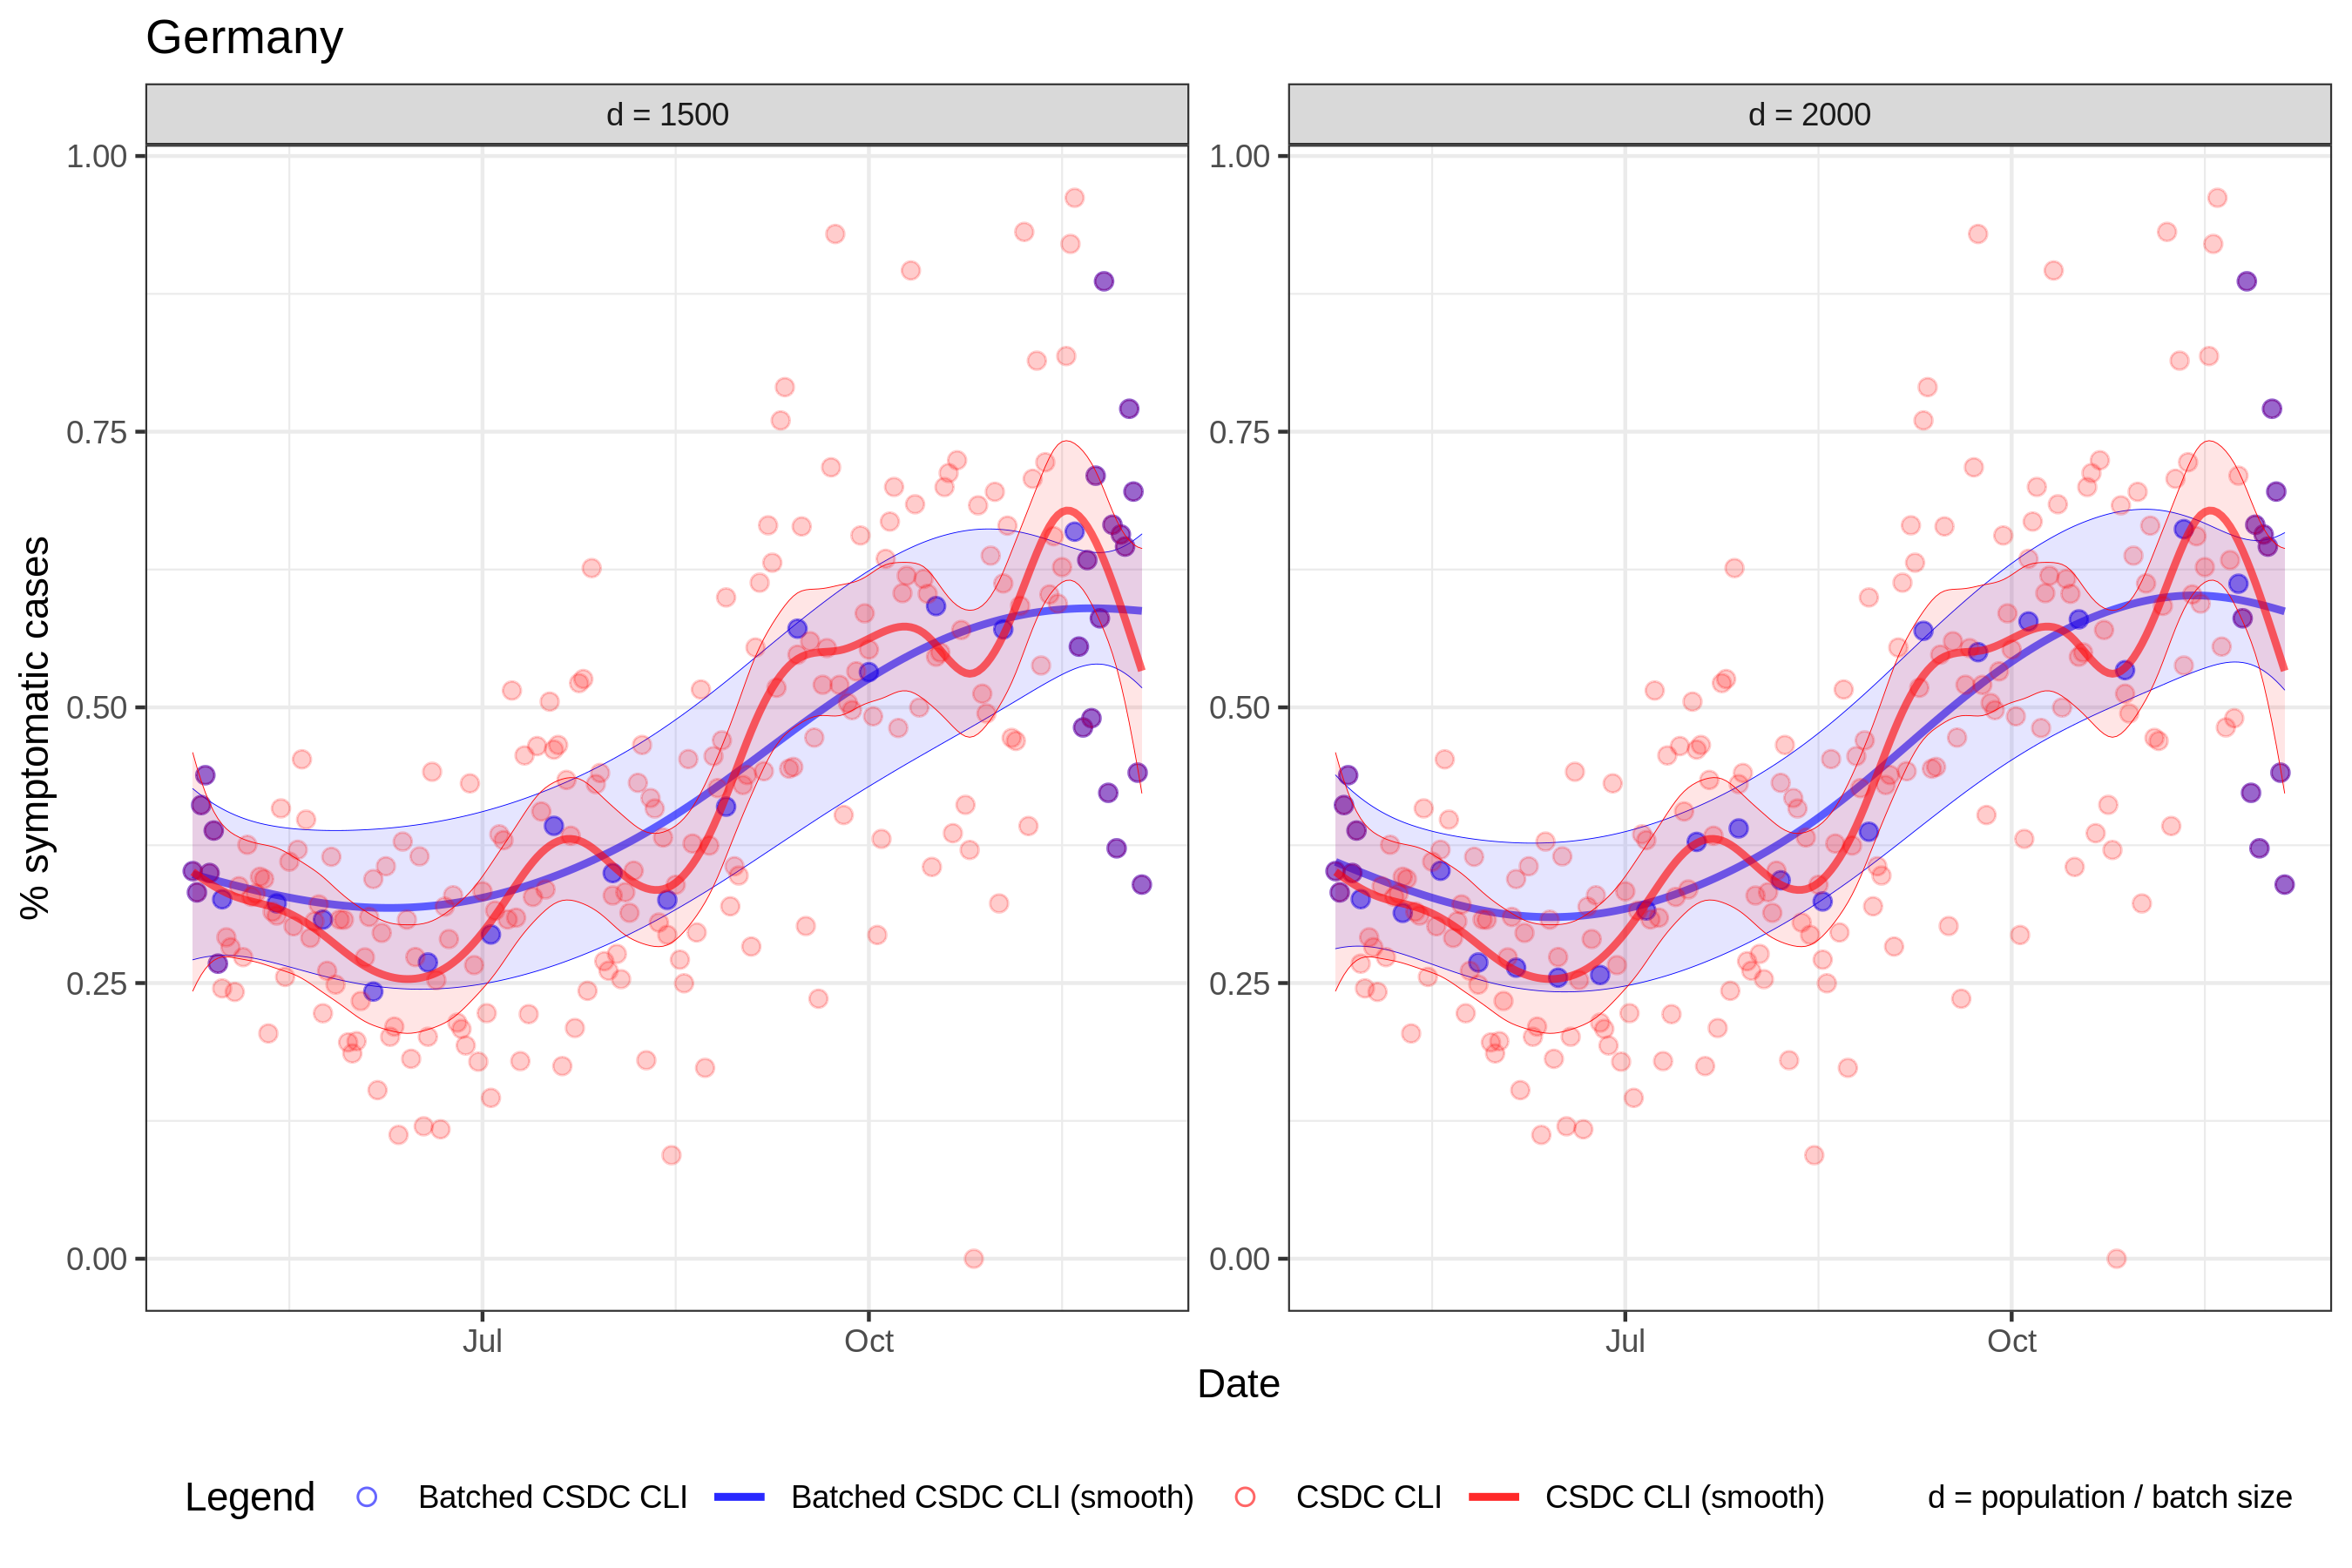 Germany
d = 1500
d = 2000
1.00
0.75
0.50
0.25
0.00
1.00
0.75
0.50
0.25
0.00
% symptomatic cases
Jul
Oct
Jul
Oct
Date
Legend Batched CSDC CLI Batched CSDC CLI (smooth) CSDC CLI CSDC CLI (smooth) d = population / batch size